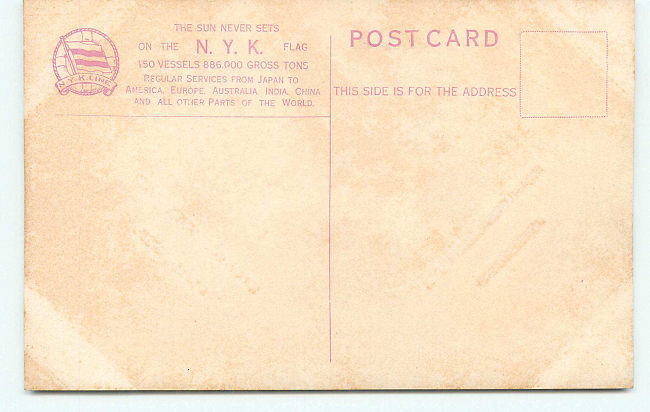 THE SUN NEVER SETS
ON THE N. Y. K. FLAG
150 VESSELS 886,000 GROSS TONS
REGULAR SERVICES FROM JAPAN TO
AMERICA, EUROPE, AUSTRALIA, INDIA, CHINA
AND ALL OTHER PARTS OF THE WORLD.
N.Y.K. LINE
POST CARD
THIS SIDE IS FOR THE ADDRESS